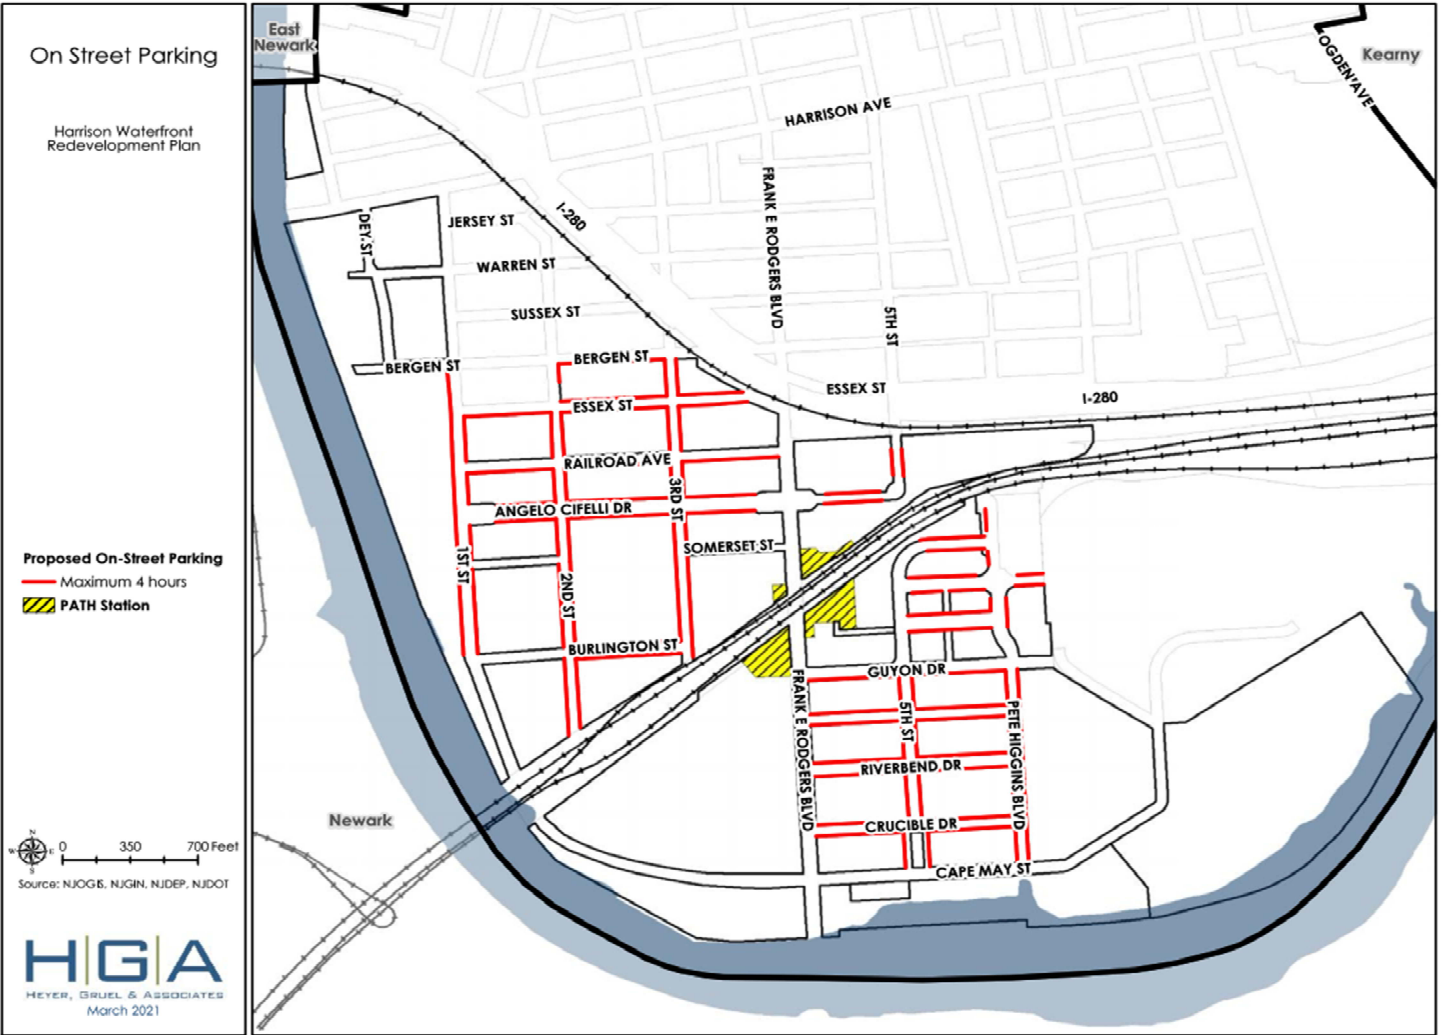 On Street Parking
Harrison Waterfront
Redevelopment Plan
Proposed On-Street Parking
Maximum 4 hours
PATH Station
N
W E
S
0 350 700 Feet
Source: NJOGIS, NJGIN, NJDEP, NJDOT
H|G|A
HEYER, GRUEL & ASSOCIATES
March 2021
East
Newark
Kearny
OGDEN AVE
HARRISON AVE
FRANK E RODGERS BLVD
I-280
DEY ST
JERSEY ST
WARREN ST
SUSSEX ST
5TH ST
BERGEN ST
BERGEN ST
ESSEX ST
I-280
ESSEX ST
RAILROAD AVE
3RD ST
ANGELO CIFELLI DR
SOMERSET ST
1ST ST
2ND ST
BURLINGTON ST
GUYON DR
FRANK E RODGERS BLVD
5TH ST
PETE HIGGINS BLVD
RIVERBEND DR
CRUCIBLE DR
CAPE MAY ST
Newark